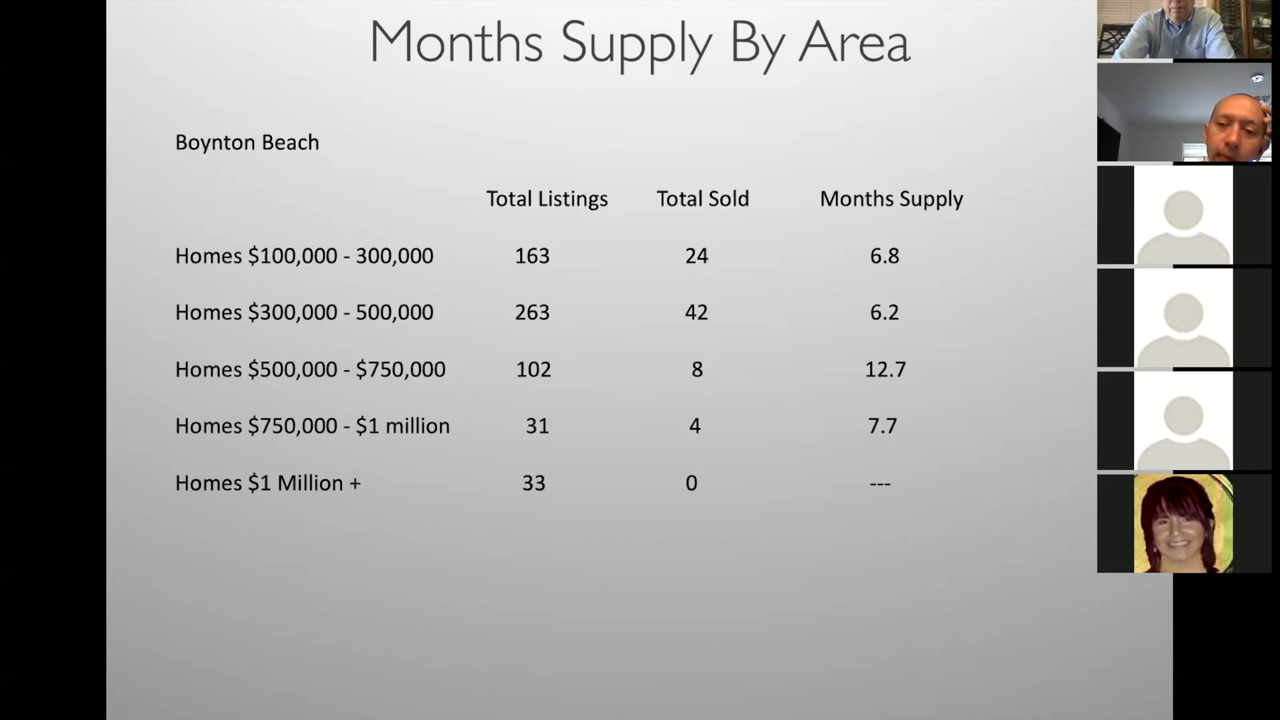 Months Supply By Area
Boynton Beach
Total Listings Total Sold Months Supply
Homes $100,000 - 300,000 163 24 6.8
Homes $300,000 - 500,000 263 42 6.2
Homes $500,000 - $750,000 102 8 12.7
Homes $750,000 - $1 million 31 4 7.7
Homes $1 Million + 33 0 ---